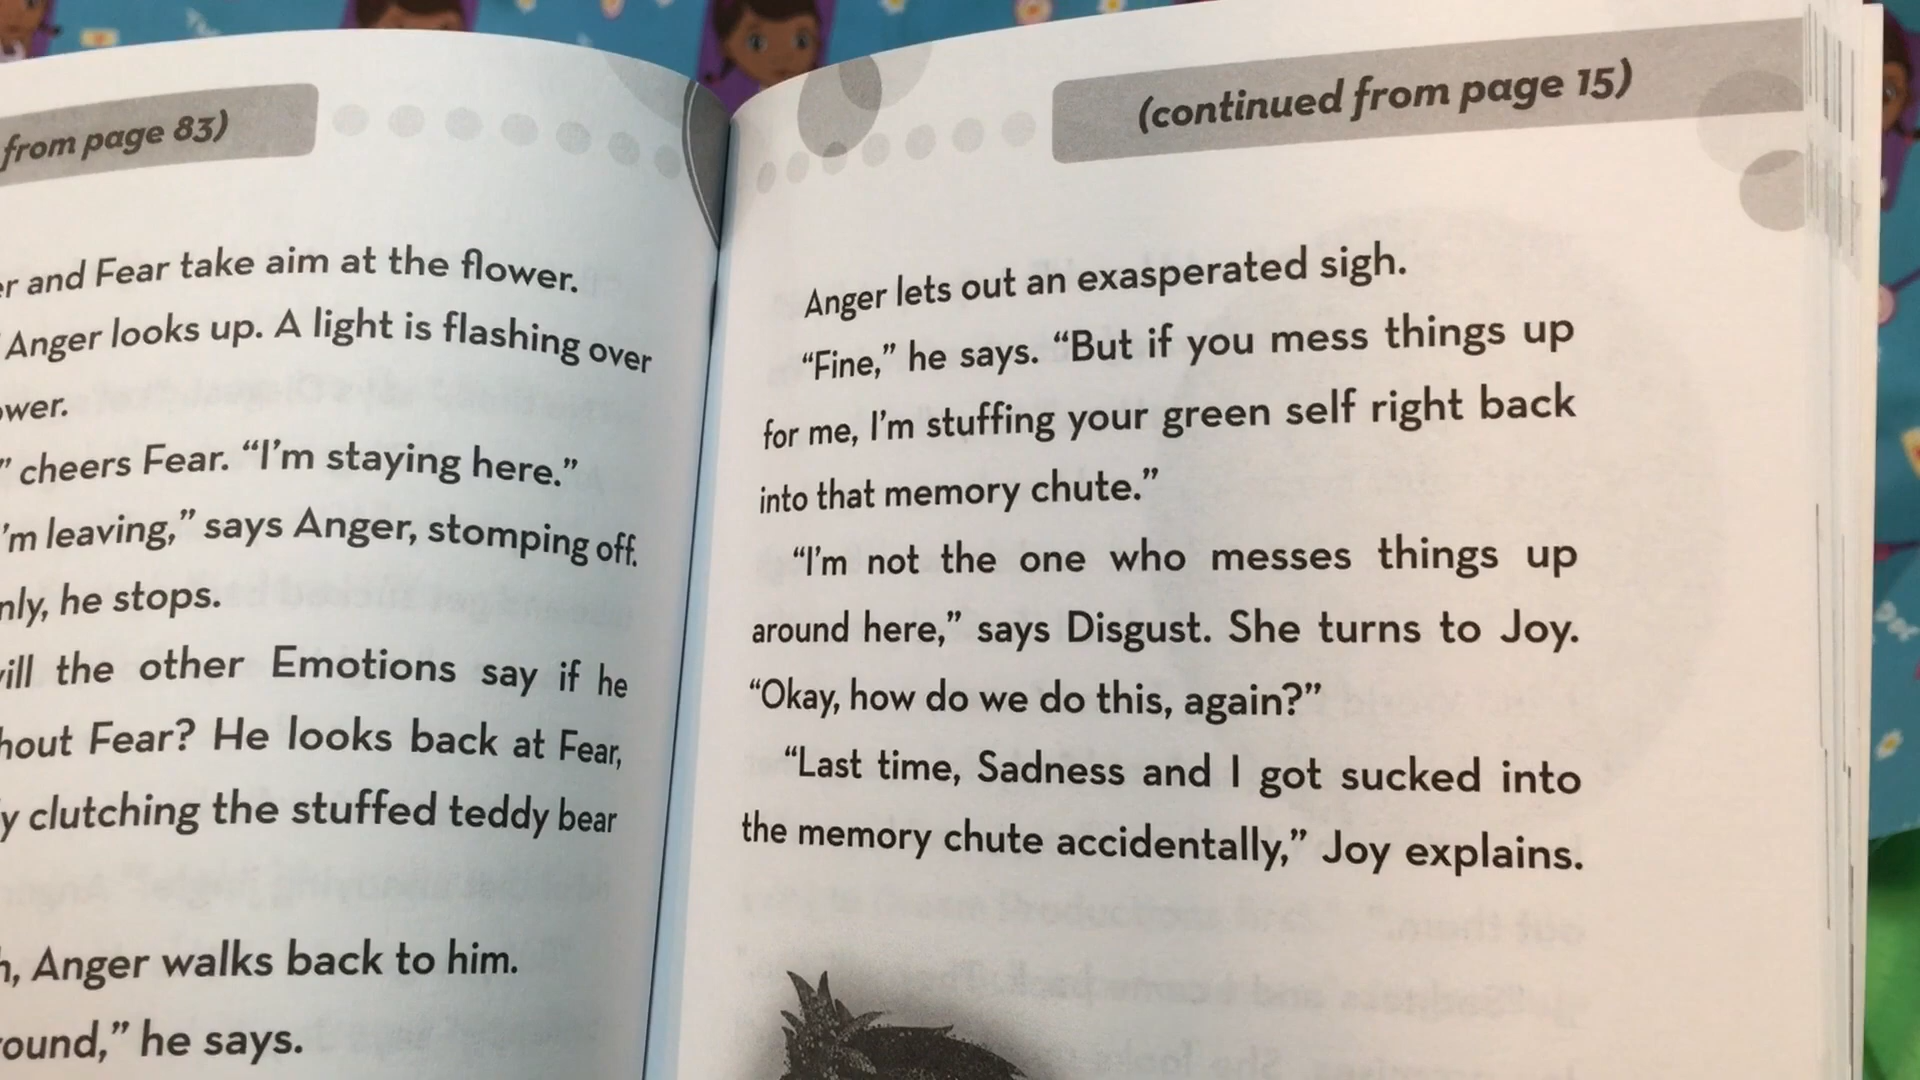 from page 83)
and Fear take aim at the flower.
Anger looks up. A light is flashing over
cheers Fear. “I’m staying here.”
’m leaving,” says Anger, stomping off.
he stops.
the other Emotions say if he
Fear? He looks back at Fear,
clutching the stuffed teddy bear
Anger walks back to him.
he says.
(continued from page 15)
Anger lets out an exasperated sigh.
“Fine,” he says. “But if you mess things up
for me, I’m stuffing your green self right back
into that memory chute.”
“I’m not the one who messes things up
around here,” says Disgust. She turns to Joy.
“Okay, how do we do this, again?”
“Last time, Sadness and I got sucked into
the memory chute accidentally,” Joy explains.